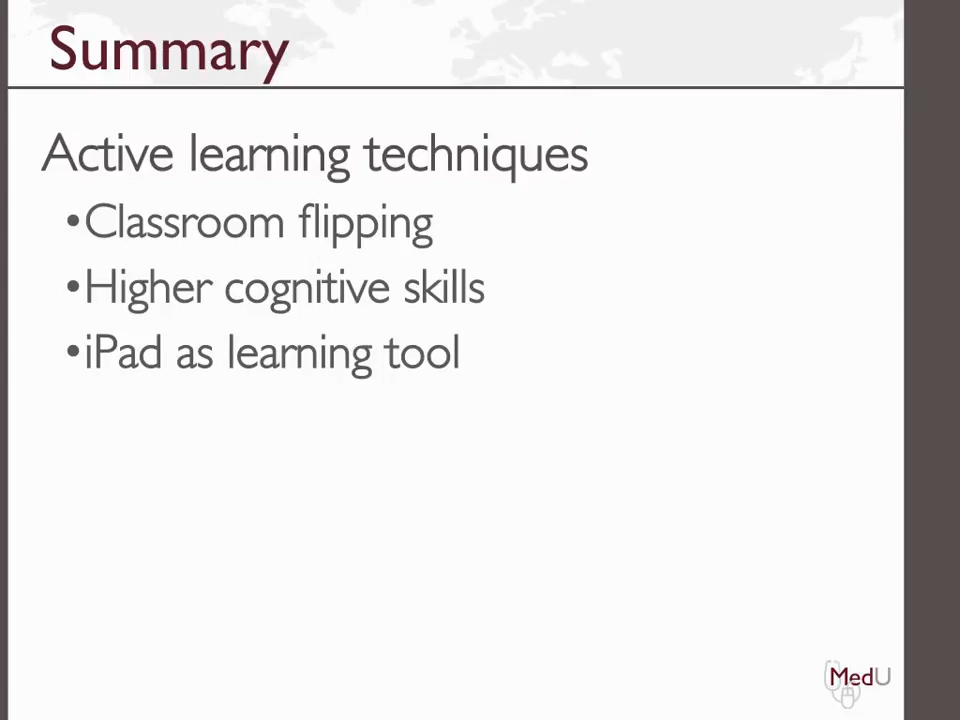 Summary
Active learning techniques
•Classroom flipping
•Higher cognitive skills
•iPad as learning tool
MedU